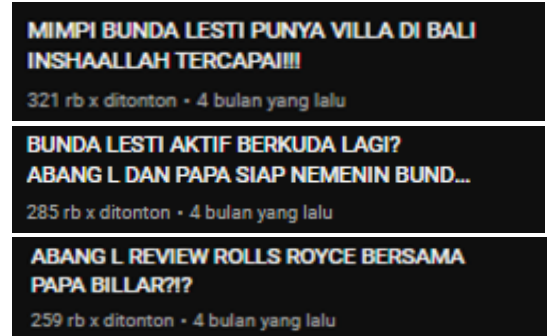 MIMPI BUNDA LESTI PUNYA VILLA DI BALI
INSHAALLAH TERCAPAI!!!
321 rb x ditonton • 4 bulan yang lalu
BUNDA LESTI AKTIF BERKUDA LAGI?
ABANG L DAN PAPA SIAP NEMENIN BUND...
285 rb x ditonton • 4 bulan yang lalu
ABANG L REVIEW ROLLS ROYCE BERSAMA
PAPA BILLAR?!?
259 rb x ditonton • 4 bulan yang lalu